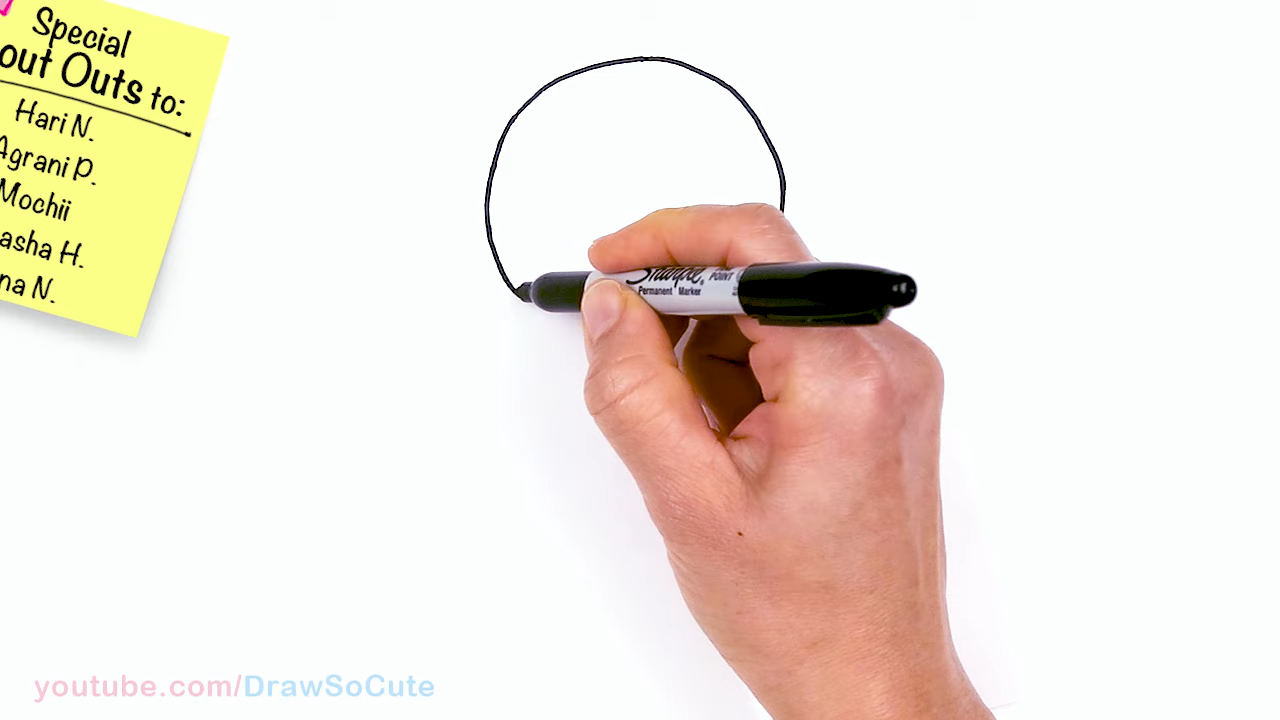 Special
out Outs to:
Hari N.
Agrani P.
Mochii
asha H.
na N.
Sharpie
POINT
Permanent Marker
youtube.com/DrawSoCute